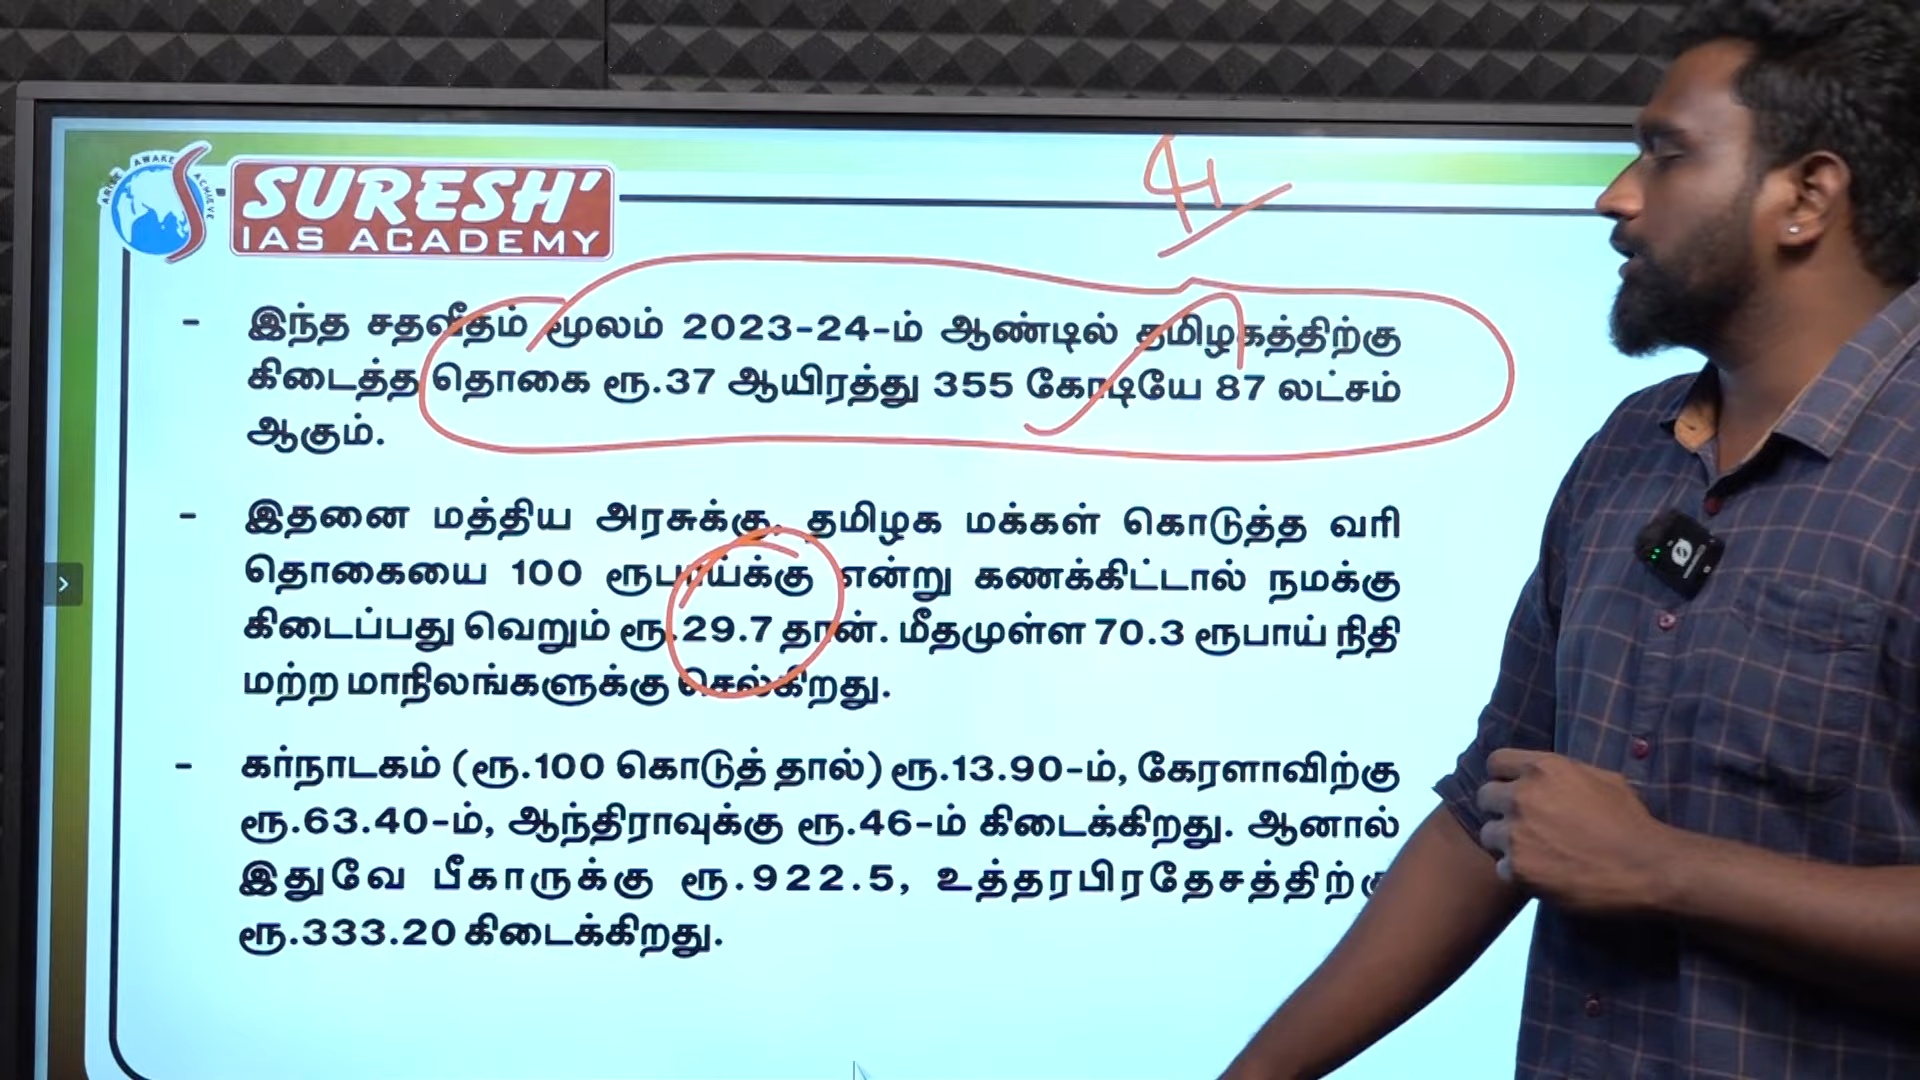 ARISE AWAKE ACHIEVE
SURESH'
IAS ACADEMY
- இந்த சதவீதம் மூலம் 2023-24-ம் ஆண்டில் தமிழகத்திற்கு
கிடைத்த தொகை ரூ.37 ஆயிரத்து 355 கோடியே 87 லட்சம்
ஆகும்.
- இதனை மத்திய அரசுக்கு, தமிழக மக்கள் கொடுத்த வரி
தொகையை 100 ரூபாய்க்கு என்று கணக்கிட்டால் நமக்கு
கிடைப்பது வெறும் ரூ.29.7 தான். மீதமுள்ள 70.3 ரூபாய் நிதி
மற்ற மாநிலங்களுக்கு செல்கிறது.
- கர்நாடகம் (ரூ.100 கொடுத் தால்) ரூ.13.90-ம், கேரளாவிற்கு
ரூ.63.40-ம், ஆந்திராவுக்கு ரூ.46-ம் கிடைக்கிறது. ஆனால்
இதுவே பீகாருக்கு ரூ.922.5, உத்தரபிரதேசத்திற்கு
ரூ.333.20 கிடைக்கிறது.